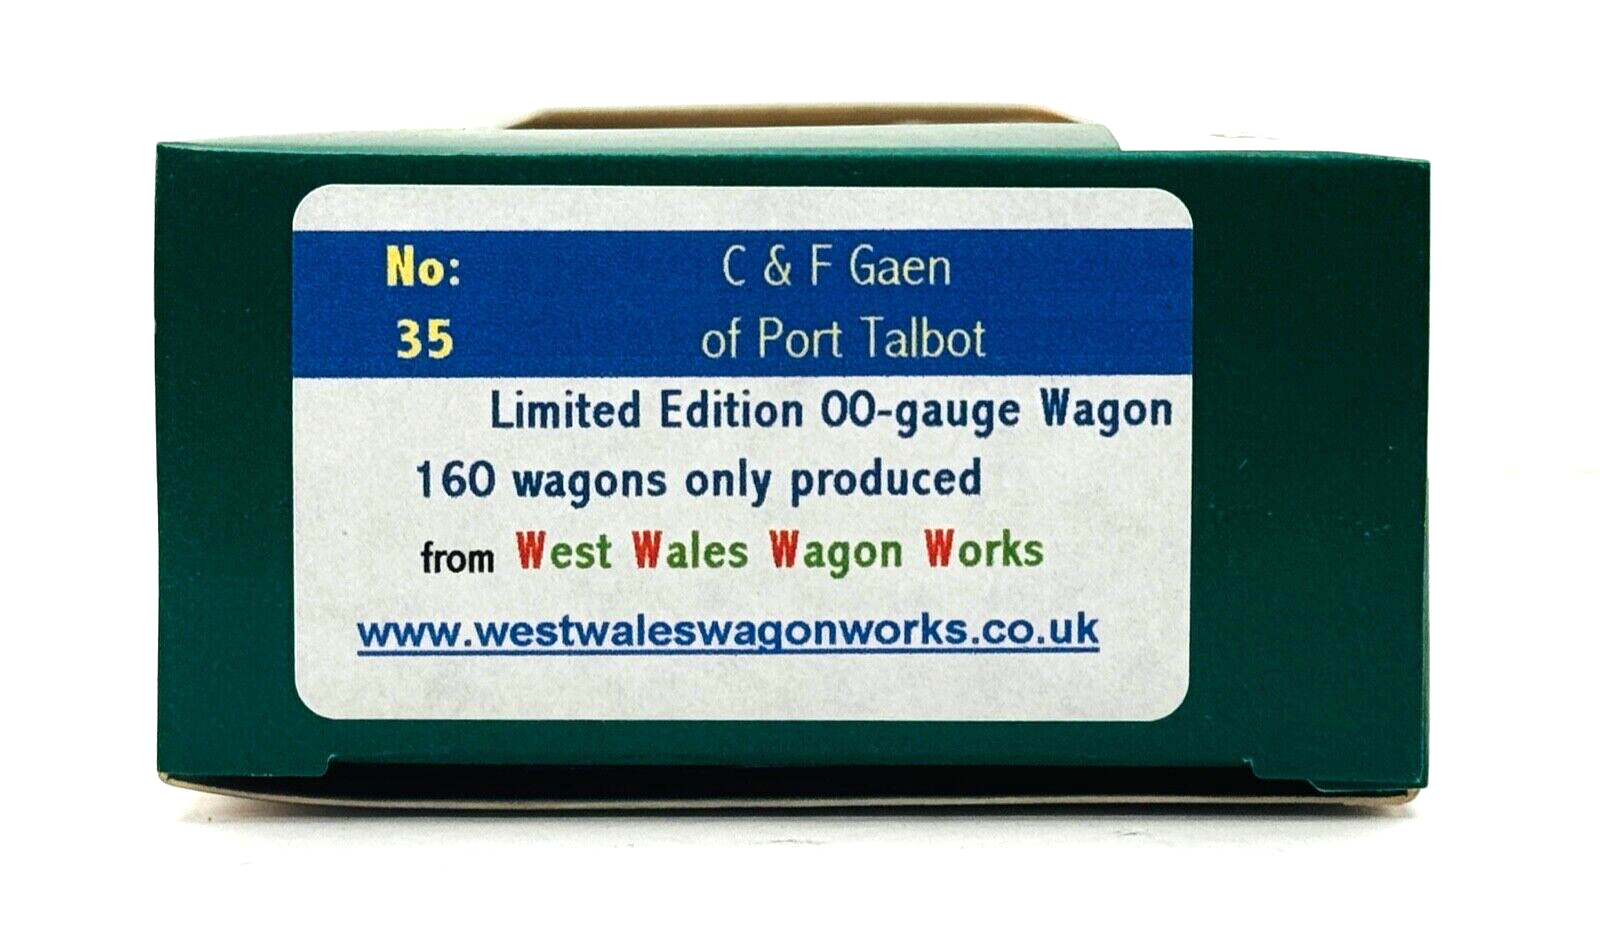 No: C & F Gaen
35 of Port Talbot
Limited Edition 00-gauge Wagon
160 wagons only produced
from West Wales Wagon Works
www.westwaleswagonworks.co.uk